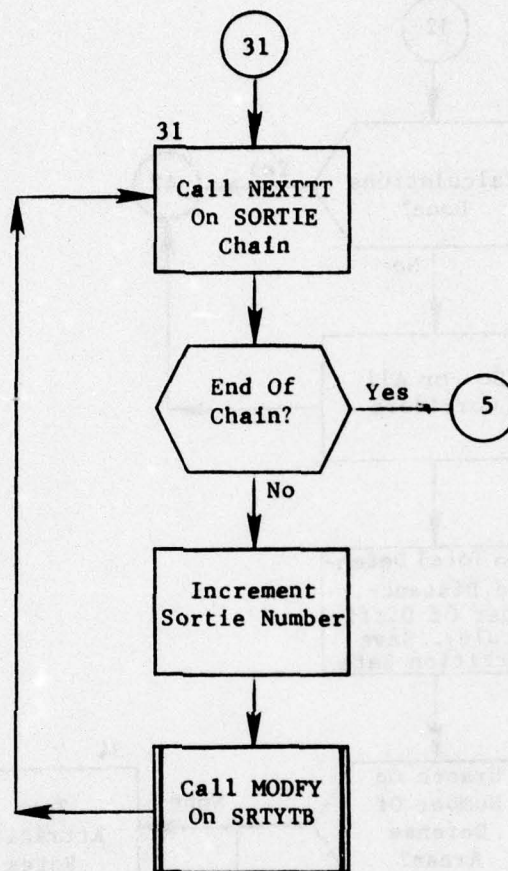 31
31
Call NEXTTT
On SORTIE
Chain
End Of
Chain?
Yes
5
No
Increment
Sortie Number
Call MODFY
On SRTYTB